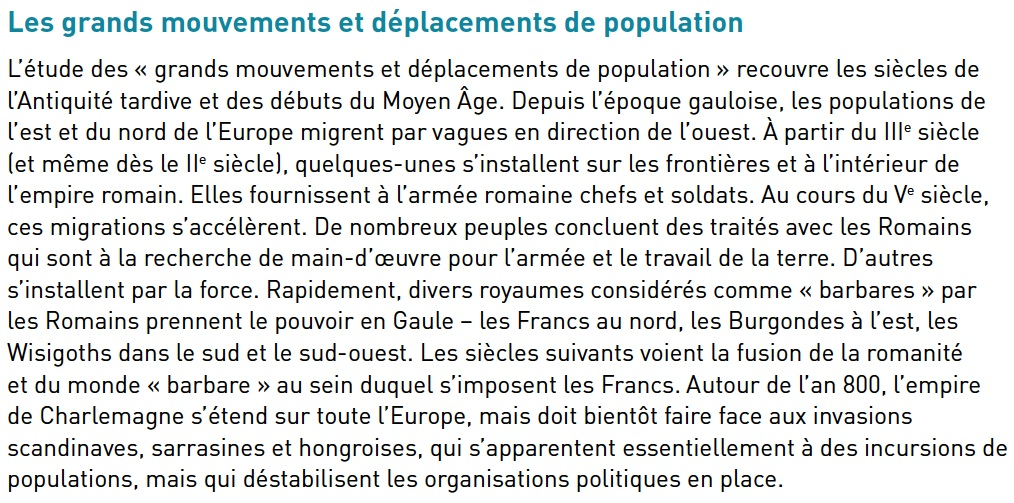 Les grands mouvements et déplacements de population
L’étude des « grands mouvements et déplacements de population » recouvre les siècles de
l’Antiquité tardive et des débuts du Moyen Âge. Depuis l’époque gauloise, les populations de
l’est et du nord de l’Europe migrent par vagues en direction de l’ouest. À partir du IIIᵉ siècle
(et même dès le IIᵉ siècle), quelques-unes s’installent sur les frontières et à l’intérieur de
l’empire romain. Elles fournissent à l’armée romaine chefs et soldats. Au cours du Vᵉ siècle,
ces migrations s’accélèrent. De nombreux peuples concluent des traités avec les Romains
qui sont à la recherche de main-d’œuvre pour l’armée et le travail de la terre. D’autres
s’installent par la force. Rapidement, divers royaumes considérés comme « barbares » par
les Romains prennent le pouvoir en Gaule – les Francs au nord, les Burgondes à l’est, les
Wisigoths dans le sud et le sud-ouest. Les siècles suivants voient la fusion de la romanité
et du monde « barbare » au sein duquel s’imposent les Francs. Autour de l’an 800, l’empire
de Charlemagne s’étend sur toute l’Europe, mais doit bientôt faire face aux invasions
scandinaves, sarrasines et hongroises, qui s’apparentent essentiellement à des incursions de
populations, mais qui déstabilisent les organisations politiques en place.